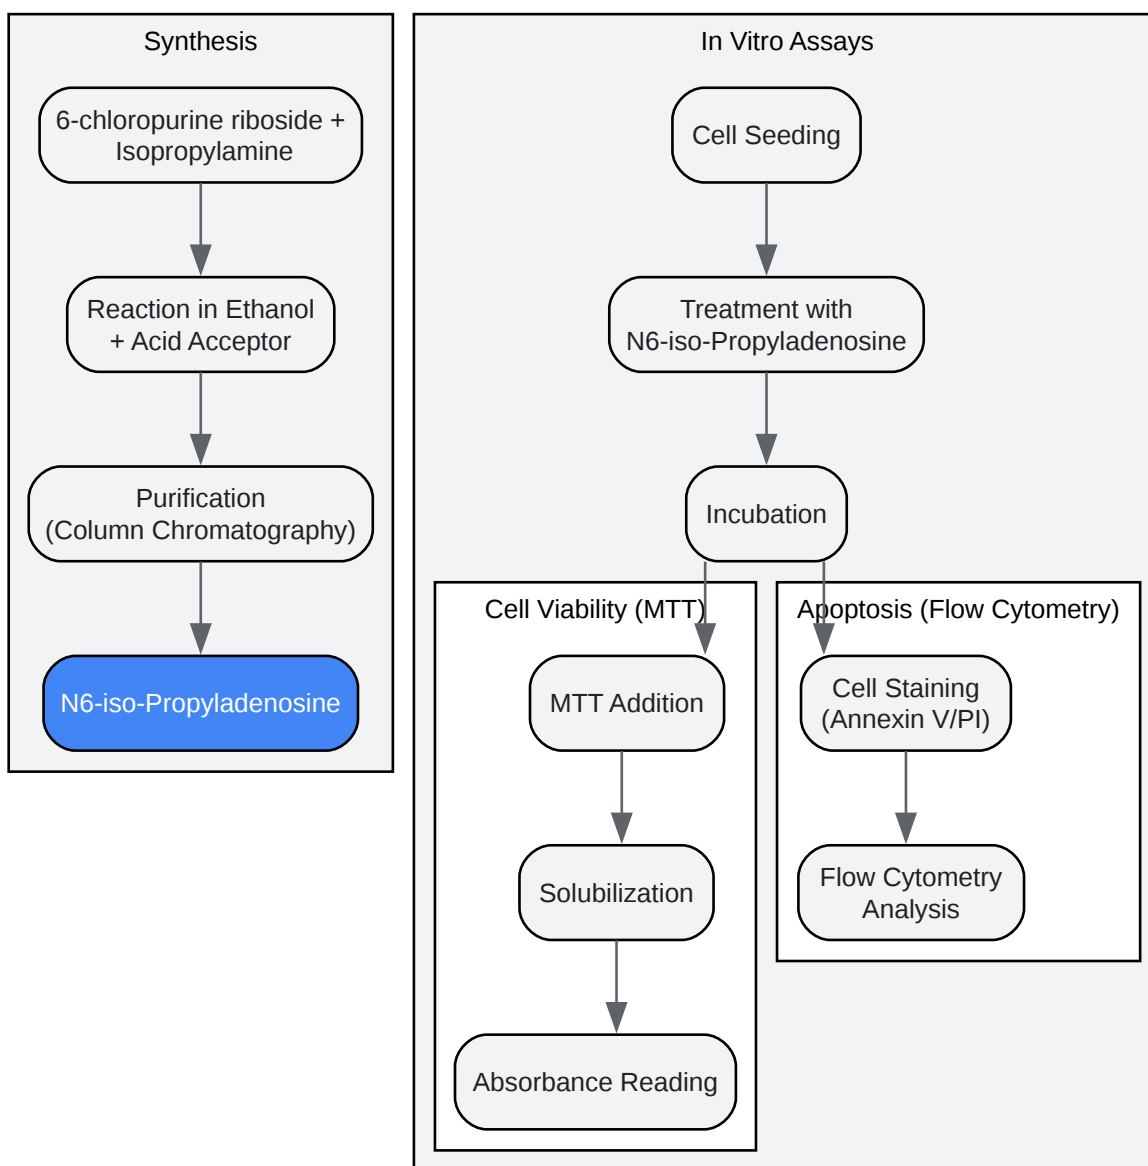 Synthesis
6-chloropurine riboside +
Isopropylamine
Reaction in Ethanol
+ Acid Acceptor
Purification
(Column Chromatography)
N6-iso-Propyladenosine
In Vitro Assays
Cell Seeding
Treatment with
N6-iso-Propyladenosine
Incubation
Cell Viability (MTT)
MTT Addition
Solubilization
Absorbance Reading
Apoptosis (Flow Cytometry)
Cell Staining
(Annexin V/PI)
Flow Cytometry
Analysis